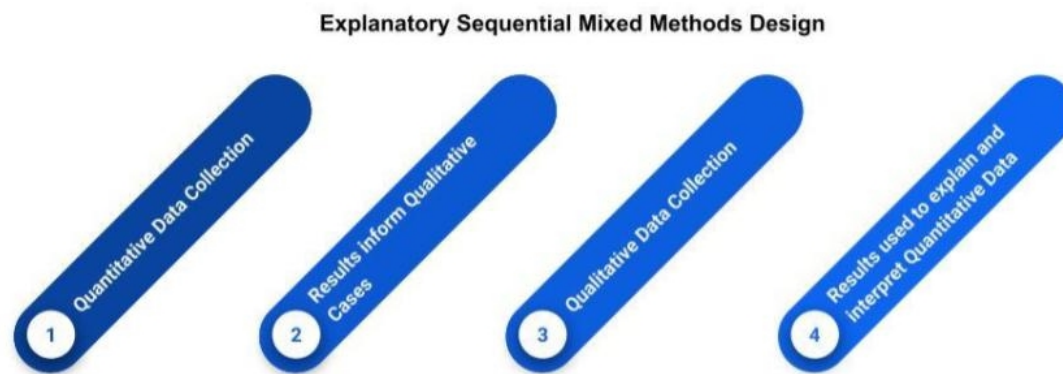 Explanatory Sequential Mixed Methods Design
1
Quantitative Data Collection
2
Results inform Qualitative
Cases
3
Qualitative Data Collection
4
Results used to explain and
interpret Quantitative Data